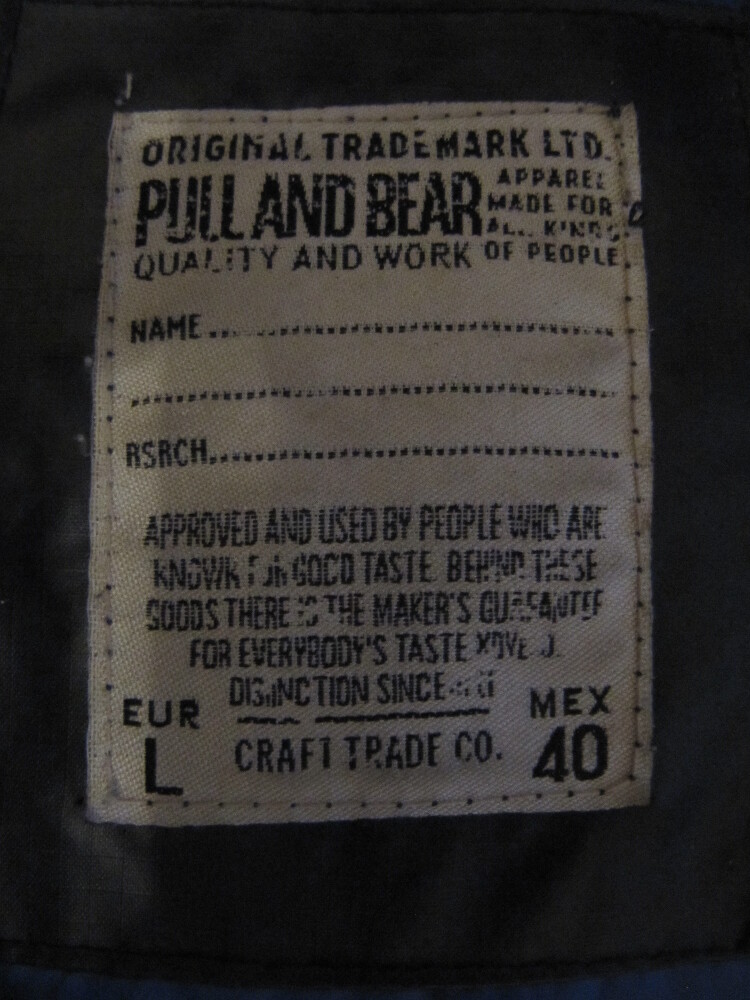 ORIGINAL TRADEMARK LTD.
PULL AND BEAR
APPAREL
MADE FOR
ALL KINDS
OF PEOPLE
QUALITY AND WORK
NAME
RSRCH
APPROVED AND USED BY PEOPLE WHO ARE
KNOWN FOR GOOD TASTE. BEHIND THESE
GOODS THERE IS THE MAKER'S GUARANTEE
FOR EVERYBODY'S TASTE
DISTINCTION SINCE
EUR
L
CRAFT TRADE CO.
MEX
40